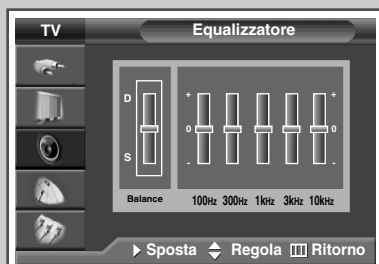 TV Equalizzatore
D + +
0 0
S - -
Balance 100Hz 300Hz 1kHz 3kHz 10kHz
Sposta Regola Ritorno